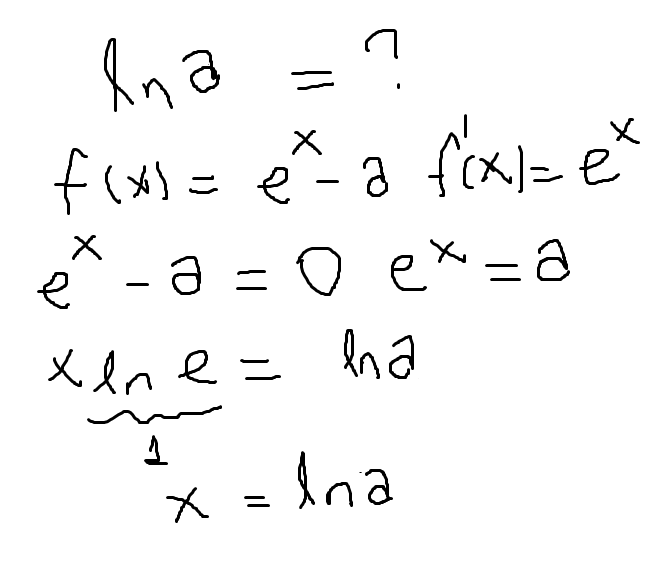 ln a = ?
f(x) = e^x - a f'(x) = e^x
e^x - a = 0 e^x = a
x ln e = ln a
1
x = ln a